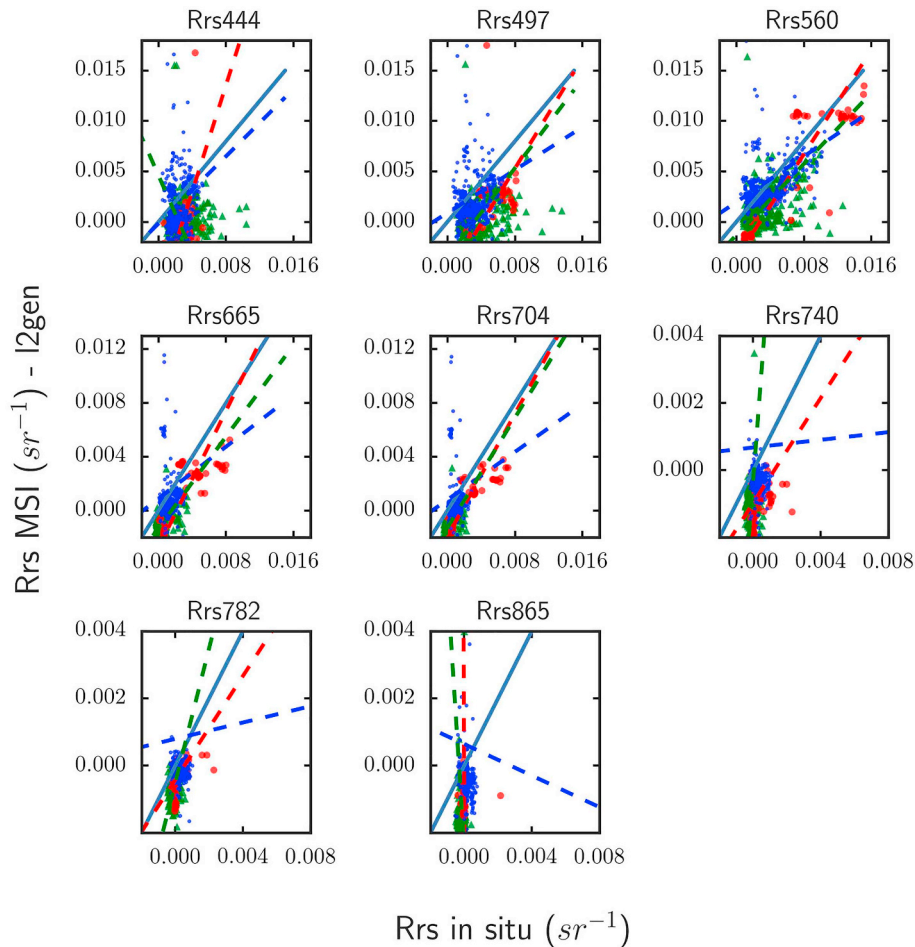 Rrs444 Rrs497 Rrs560
0.015 0.015 0.015
0.010 0.010 0.010
0.005 0.005 0.005
0.000 0.000 0.000
0.000 0.008 0.016 0.000 0.008 0.016 0.000 0.008 0.016
Rrs665 Rrs704 Rrs740
0.012 0.012 0.004
0.008 0.008 0.002
0.004 0.004 0.000
0.000 0.000
0.000 0.008 0.016 0.000 0.008 0.016 0.000 0.004 0.008
Rrs782 Rrs865
0.004 0.004
0.002 0.002
0.000 0.000
0.000 0.004 0.008 0.000 0.004 0.008
Rrs MSI (sr⁻¹) - l2gen
Rrs in situ (sr⁻¹)